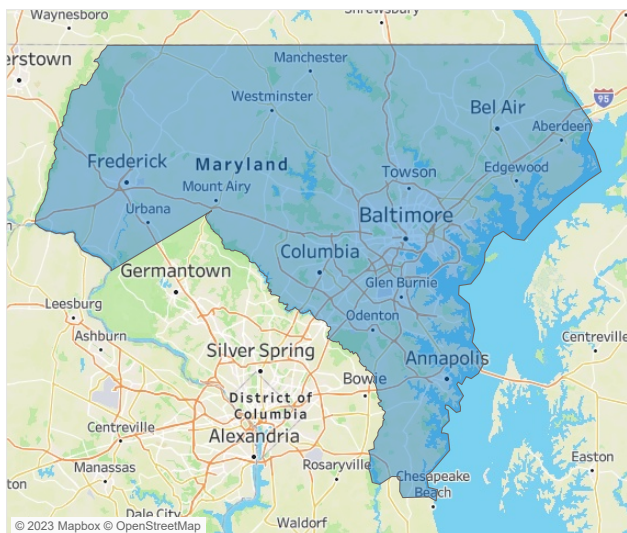 Waynesboro
Shrewsbury
erstown
Manchester
95
Westminster
Bel Air
Aberdeen
Frederick
Maryland
Towson
Edgewood
Mount Airy
Urbana
Baltimore
Columbia
Germantown
Glen Burnie
Leesburg
Odenton
Ashburn
Centreville
Silver Spring
Annapolis
Bowie
District of
Columbia
Centreville
Alexandria
Manassas
Rosaryville
Chesapeake
Beach
Easton
ton
Dale City
Waldorf
© 2023 Mapbox © OpenStreetMap